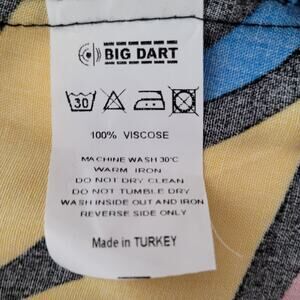 BIG DART
30
100% VISCOSE
MACHINE WASH 30°C
WARM IRON
DO NOT DRY CLEAN
DO NOT TUMBLE DRY
WASH INSIDE OUT AND IRON
REVERSE SIDE ONLY
Made in TURKEY